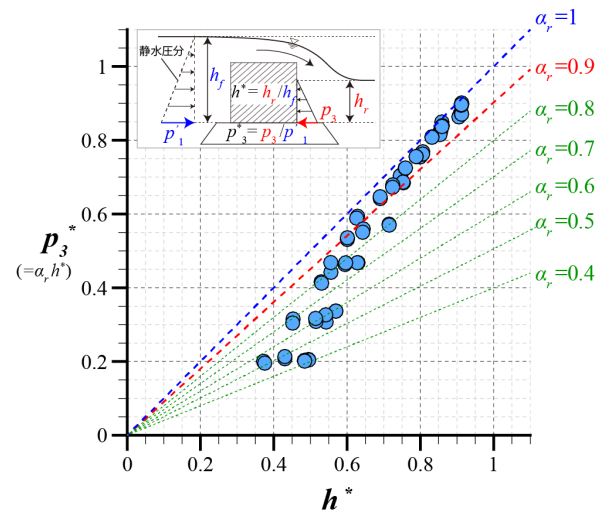 α_r=1
α_r=0.9
α_r=0.8
α_r=0.7
α_r=0.6
α_r=0.5
α_r=0.4
静水圧分
h_f
h*=h_r/h_f
h_r
p'_1
p_3
p*_3=p_3/p'_1
p_3*
(=α_r h*)
1
0.8
0.6
0.4
0.2
0
0 0.2 0.4 0.6 0.8 1
h*